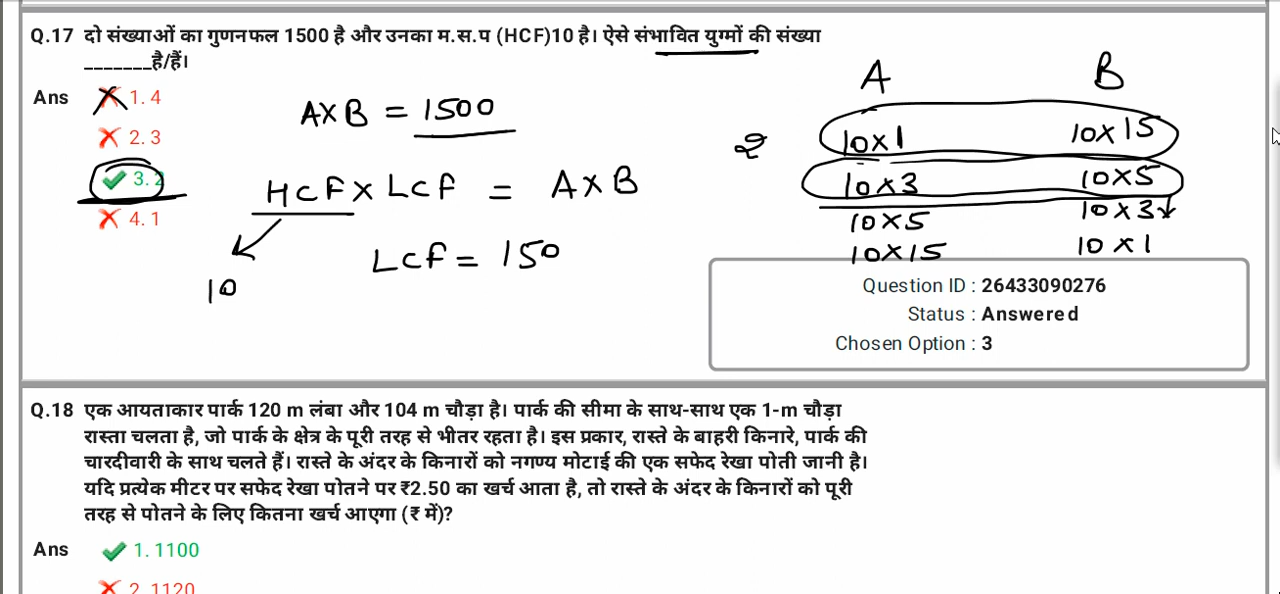 Q.17 दो संख्याओं का गुणनफल 1500 है और उनका म.स.प (HCF)10 है। ऐसे संभावित युग्मों की संख्या
_______है/हैं।
Ans 1. 4
2. 3
3. 2
4. 1
A×B = 1500
HCF × LCF = A×B
10
LCF = 150
A B
2
10×1 10×15
10×3 10×5
10×5 10×3
10×15 10×1
Question ID : 26433090276
Status : Answered
Chosen Option : 3
Q.18 एक आयताकार पार्क 120 m लंबा और 104 m चौड़ा है। पार्क की सीमा के साथ-साथ एक 1-m चौड़ा
रास्ता चलता है, जो पार्क के क्षेत्र के पूरी तरह से भीतर रहता है। इस प्रकार, रास्ते के बाहरी किनारे, पार्क की
चारदीवारी के साथ चलते हैं। रास्ते के अंदर के किनारों को नगण्य मोटाई की एक सफेद रेखा पोती जानी है।
यदि प्रत्येक मीटर पर सफेद रेखा पोतने पर ₹2.50 का खर्च आता है, तो रास्ते के अंदर के किनारों को पूरी
तरह से पोतने के लिए कितना खर्च आएगा (₹ में)?
Ans 1. 1100
2. 1120